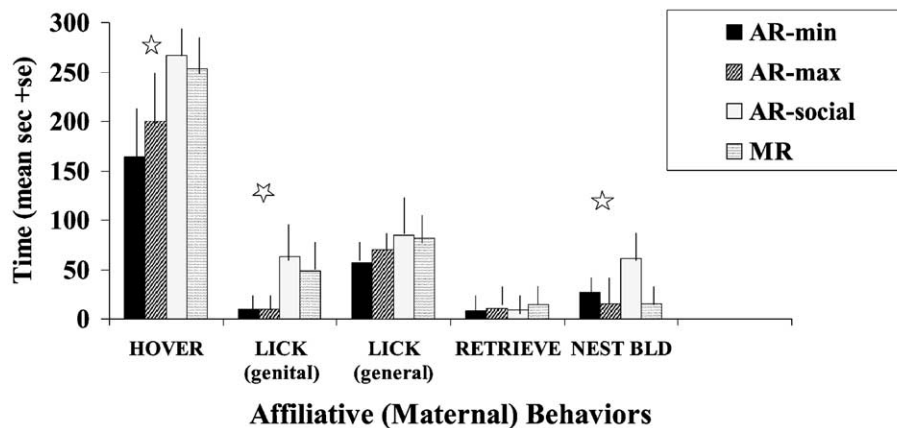 300
250
200
150
100
50
0
Time (mean sec +se)
AR-min
AR-max
AR-social
MR
HOVER LICK LICK RETRIEVE NEST BLD
(genital) (general)
Affiliative (Maternal) Behaviors